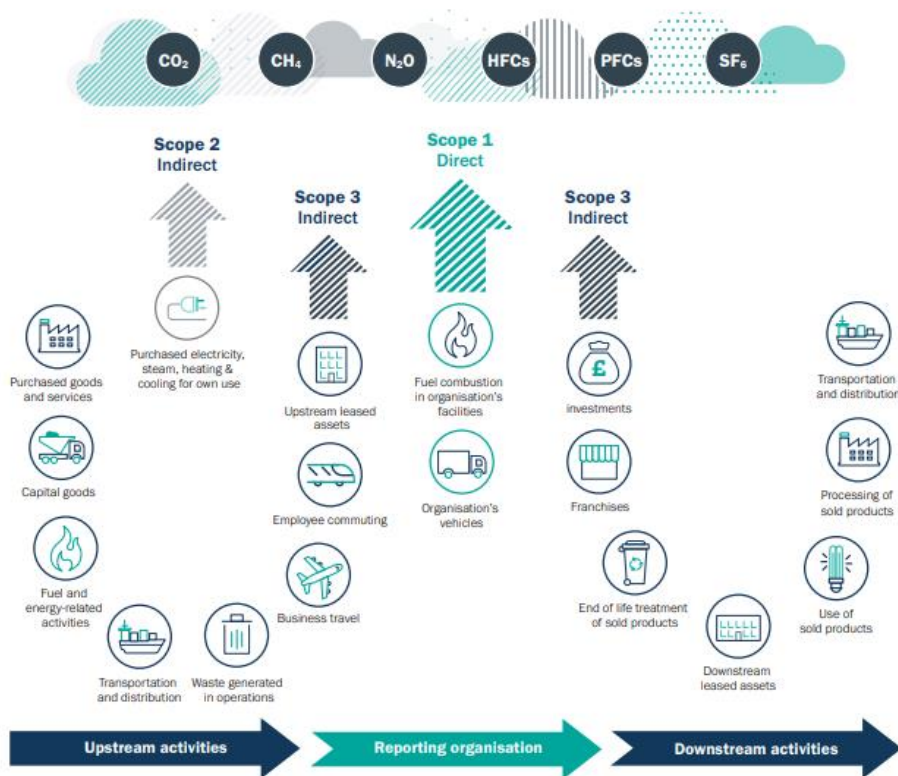 CO₂
CH₄
N₂O
HFCs
PFCs
SF₆
Scope 2
Indirect
Scope 1
Direct
Scope 3
Indirect
Scope 3
Indirect
Purchased goods
and services
Purchased electricity,
steam, heating &
cooling for own use
Upstream leased
assets
Fuel combustion
in organisation's
facilities
£
investments
Transportation
and distribution
Capital goods
Employee commuting
Organisation's
vehicles
Franchises
Processing of
sold products
Fuel and
energy-related
activities
Business travel
End of life treatment
of sold products
Use of
sold products
Transportation
and distribution
Waste generated
in operations
Downstream
leased assets
Upstream activities
Reporting organisation
Downstream activities